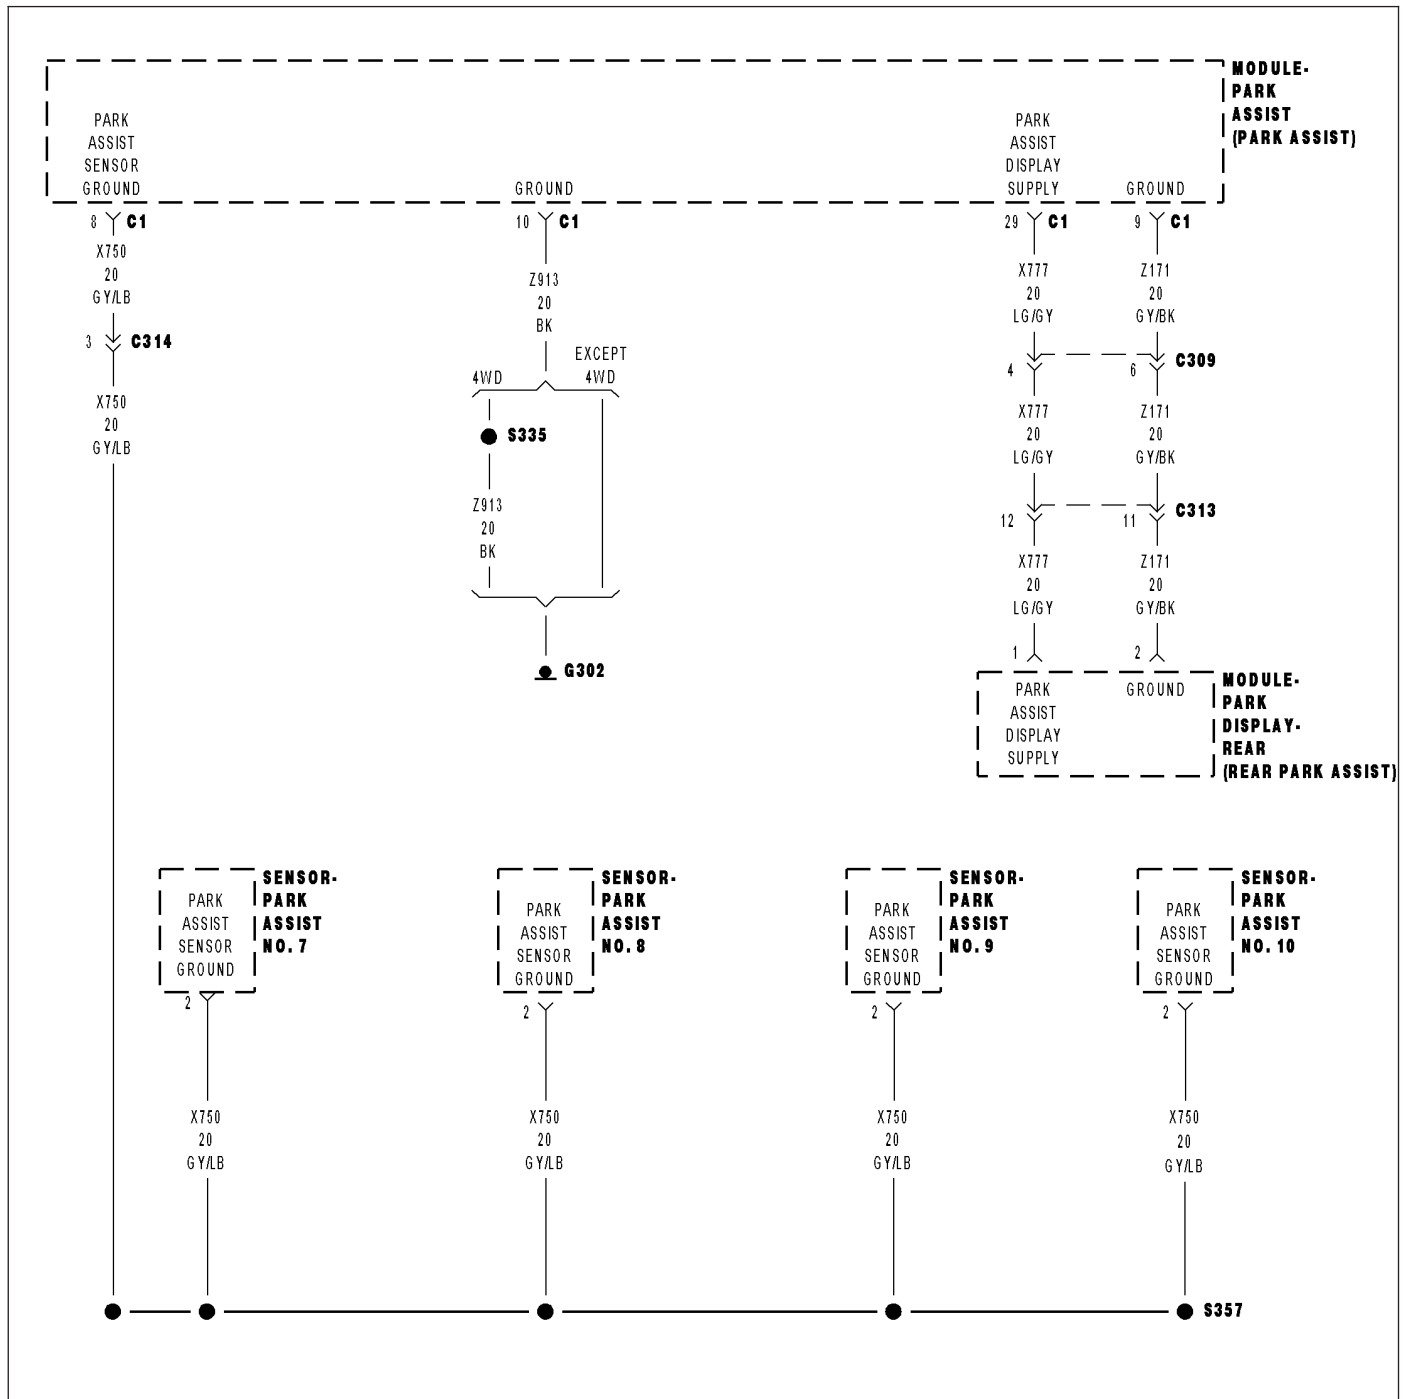 MODULE-
PARK
ASSIST
(PARK ASSIST)
PARK
ASSIST
SENSOR
GROUND
GROUND
PARK
ASSIST
DISPLAY
SUPPLY
GROUND
8 C1
10 C1
29 C1
9 C1
X750
20
GY/LB
3 C314
X750
20
GY/LB
Z913
20
BK
4WD
EXCEPT
4WD
S335
Z913
20
BK
G302
X777
20
LG/GY
Z171
20
GY/BK
4
6
C309
X777
20
LG/GY
Z171
20
GY/BK
12
11
C313
X777
20
LG/GY
Z171
20
GY/BK
1
2
PARK
ASSIST
DISPLAY
SUPPLY
GROUND
MODULE-
PARK
DISPLAY-
REAR
(REAR PARK ASSIST)
PARK
ASSIST
SENSOR
GROUND
SENSOR-
PARK
ASSIST
NO. 7
2
X750
20
GY/LB
PARK
ASSIST
SENSOR
GROUND
SENSOR-
PARK
ASSIST
NO. 8
2
X750
20
GY/LB
PARK
ASSIST
SENSOR
GROUND
SENSOR-
PARK
ASSIST
NO. 9
2
X750
20
GY/LB
PARK
ASSIST
SENSOR
GROUND
SENSOR-
PARK
ASSIST
NO. 10
2
X750
20
GY/LB
S357